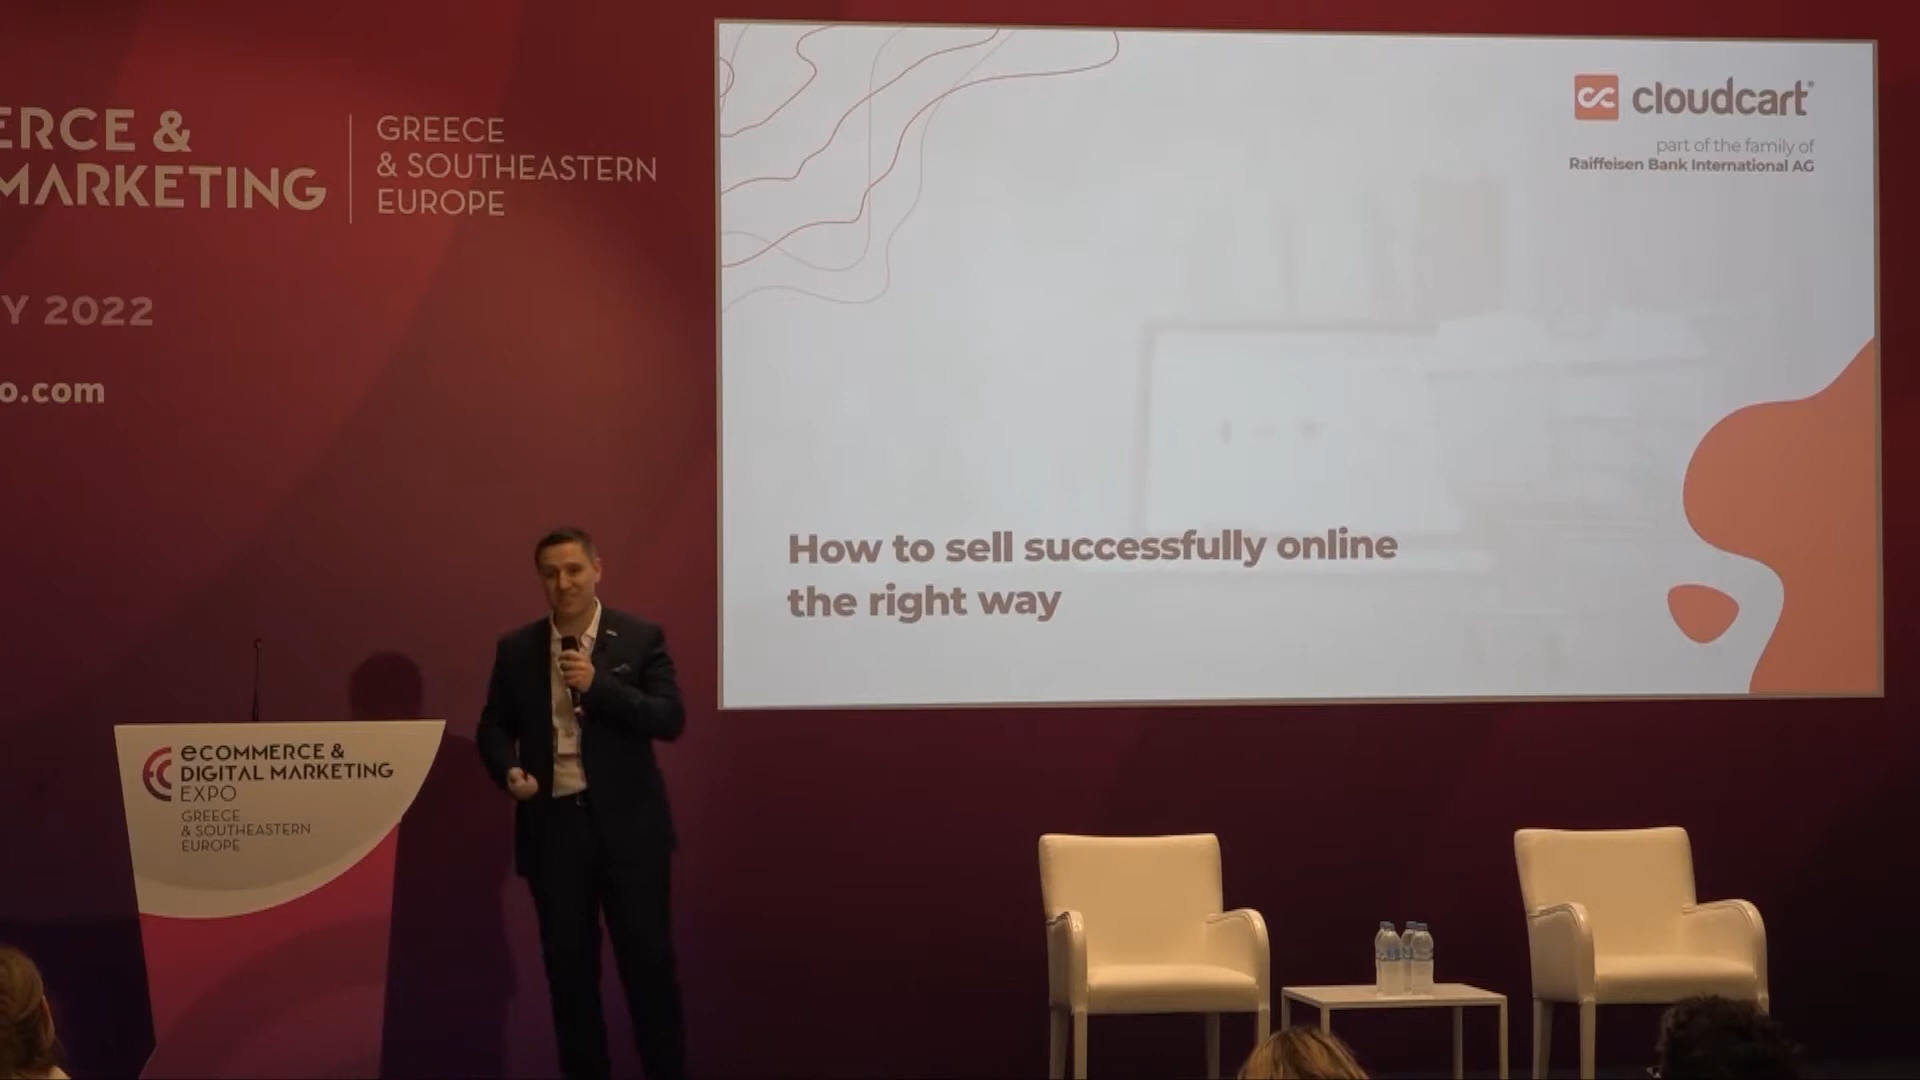 ERCE &
MARKETING
GREECE
& SOUTHEASTERN
EUROPE
Y 2022
o.com
cloudcart®
part of the family of
Raiffeisen Bank International AG
How to sell successfully online
the right way
eCOMMERCE &
DIGITAL MARKETING
EXPO
GREECE
& SOUTHEASTERN
EUROPE